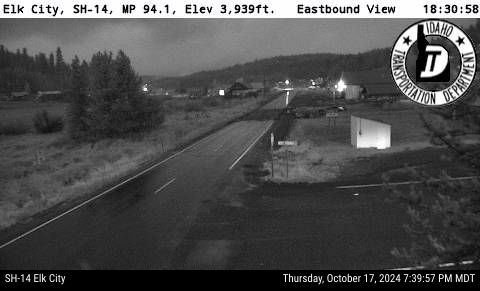 Elk City, SH-14, MP 94.1, Elev 3,939ft. Eastbound View 18:30:58
IDAHO
TRANSPORTATION DEPARTMENT
SH-14 Elk City Thursday, October 17, 2024 7:39:57 PM MDT